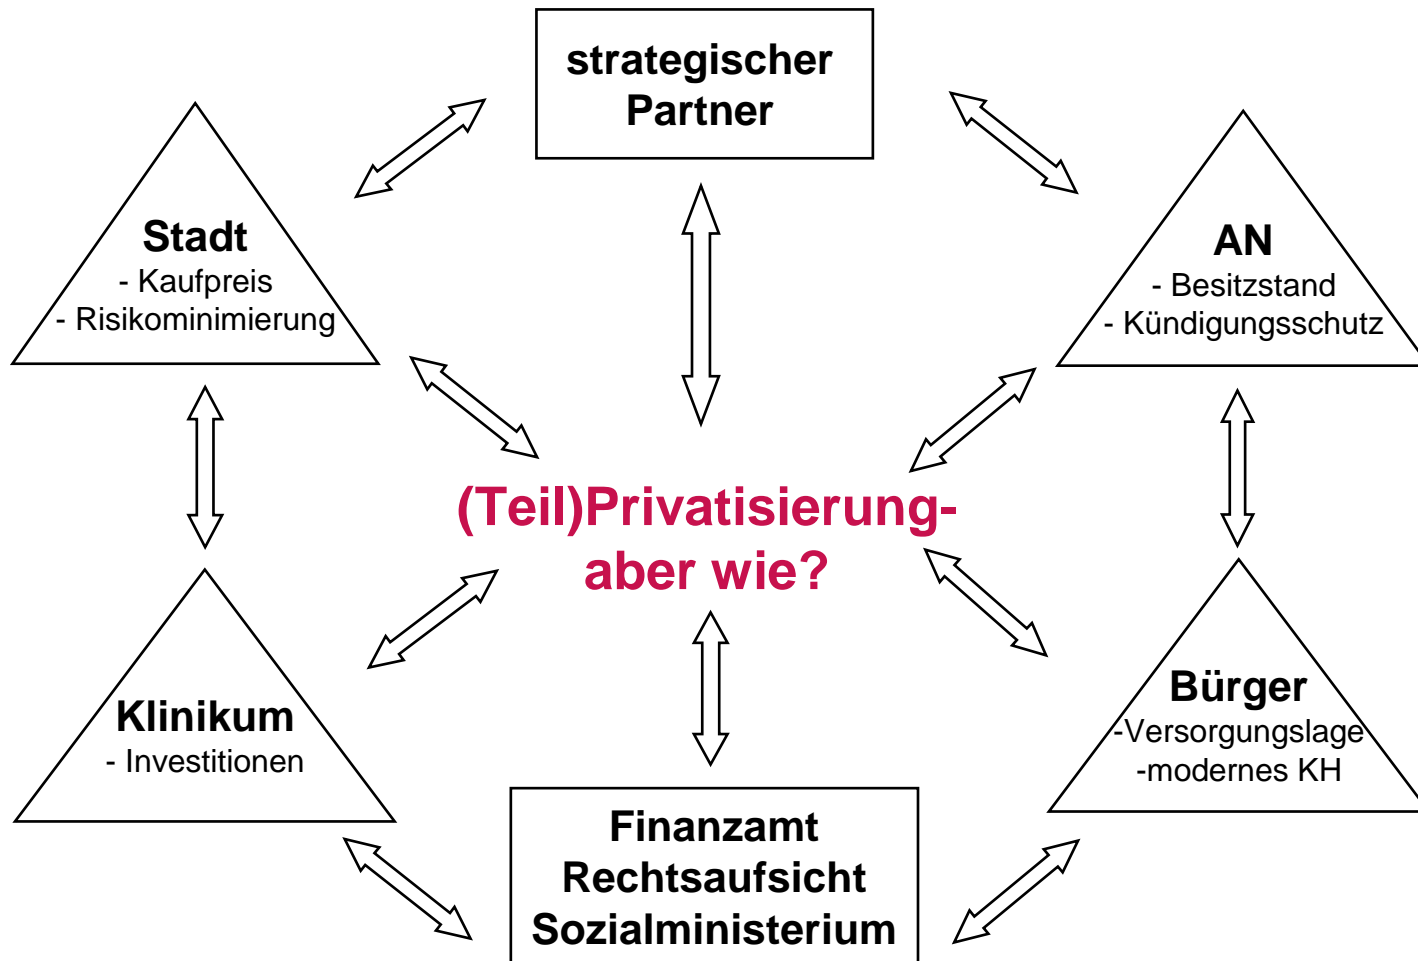 strategischer
Partner
Stadt
- Kaufpreis
- Risikominimierung
AN
- Besitzstand
- Kündigungsschutz
(Teil)Privatisierung-
aber wie?
Klinikum
- Investitionen
Bürger
-Versorgungslage
-modernes KH
Finanzamt
Rechtsaufsicht
Sozialministerium